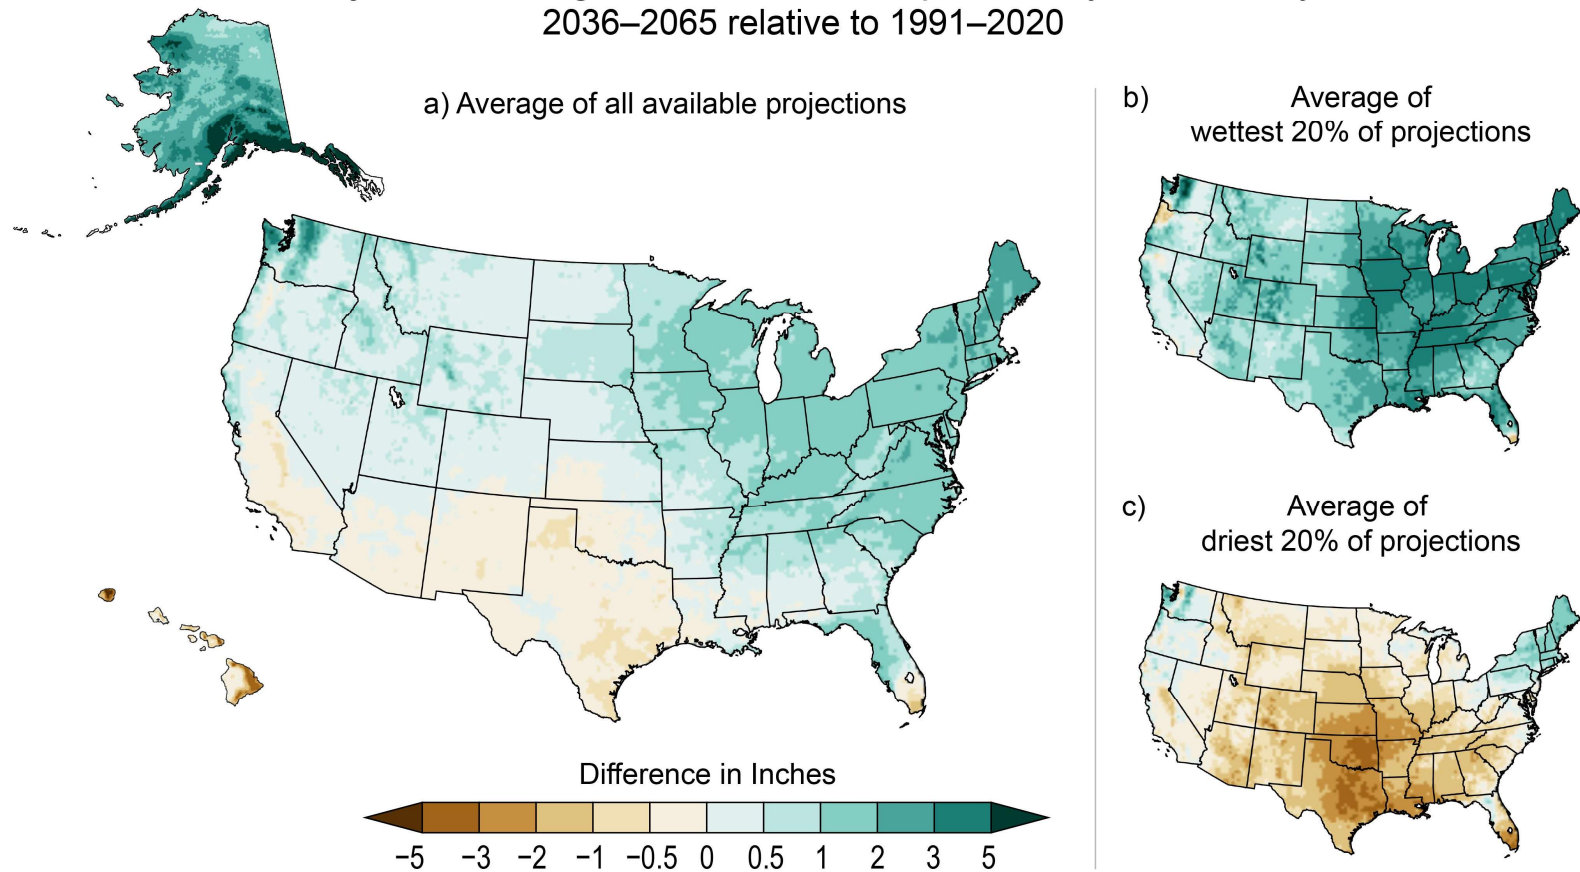 2036–2065 relative to 1991–2020
a) Average of all available projections
b)
Average of
wettest 20% of projections
c)
Average of
driest 20% of projections
Difference in Inches
−5 −3 −2 −1 −0.5 0 0.5 1 2 3 5